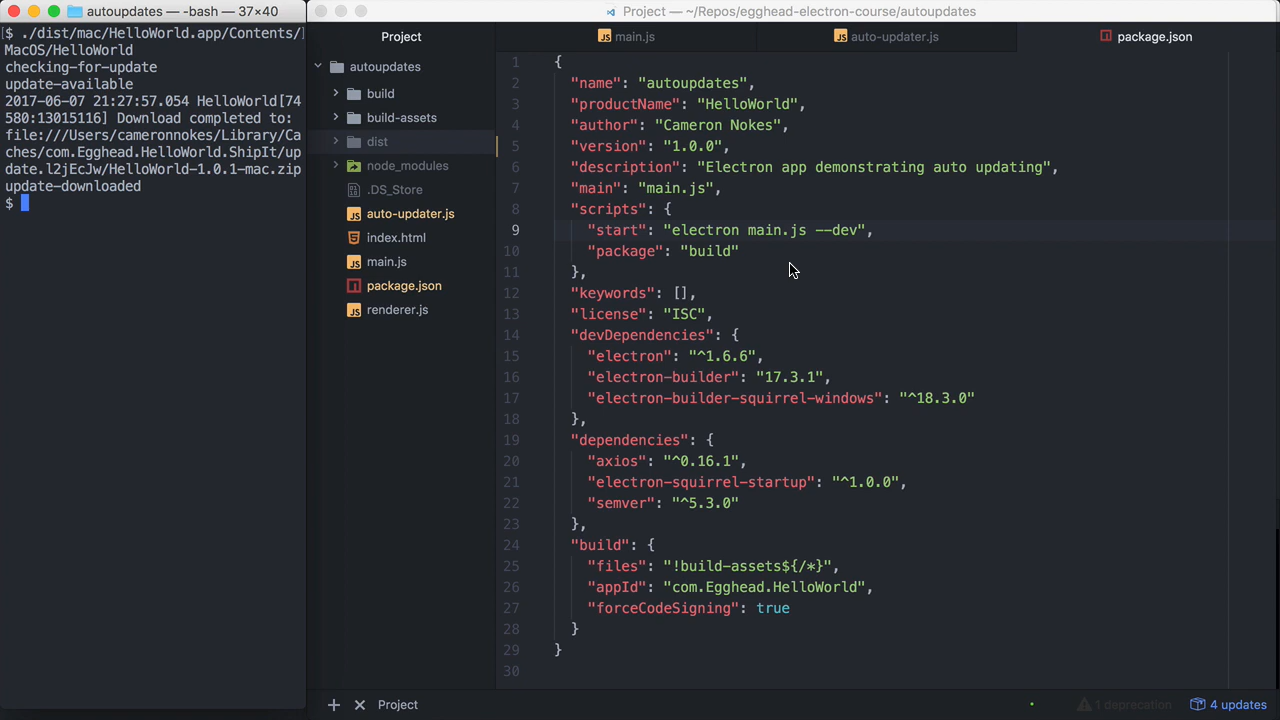 autoupdates — -bash — 37×40
$ ./dist/mac/HelloWorld.app/Contents/
MacOS/HelloWorld
checking-for-update
update-available
2017-06-07 21:27:57.054 HelloWorld[74
580:13015116] Download completed to:
file:///Users/cameronnokes/Library/Ca
ches/com.Egghead.HelloWorld.ShipIt/up
date.l2jEcJw/HelloWorld-1.0.1-mac.zip
update-downloaded
$
Project — ~/Repos/egghead-electron-course/autoupdates
Project
autoupdates
build
build-assets
dist
node_modules
.DS_Store
auto-updater.js
index.html
main.js
package.json
renderer.js
main.js
auto-updater.js
package.json
1 {
2 "name": "autoupdates",
3 "productName": "HelloWorld",
4 "author": "Cameron Nokes",
5 "version": "1.0.0",
6 "description": "Electron app demonstrating auto updating",
7 "main": "main.js",
8 "scripts": {
9 "start": "electron main.js --dev",
10 "package": "build"
11 },
12 "keywords": [],
13 "license": "ISC",
14 "devDependencies": {
15 "electron": "^1.6.6",
16 "electron-builder": "17.3.1",
17 "electron-builder-squirrel-windows": "^18.3.0"
18 },
19 "dependencies": {
20 "axios": "^0.16.1",
21 "electron-squirrel-startup": "^1.0.0",
22 "semver": "^5.3.0"
23 },
24 "build": {
25 "files": "!build-assets${/*}",
26 "appId": "com.Egghead.HelloWorld",
27 "forceCodeSigning": true
28 }
29 }
30
Project
1 deprecation
4 updates